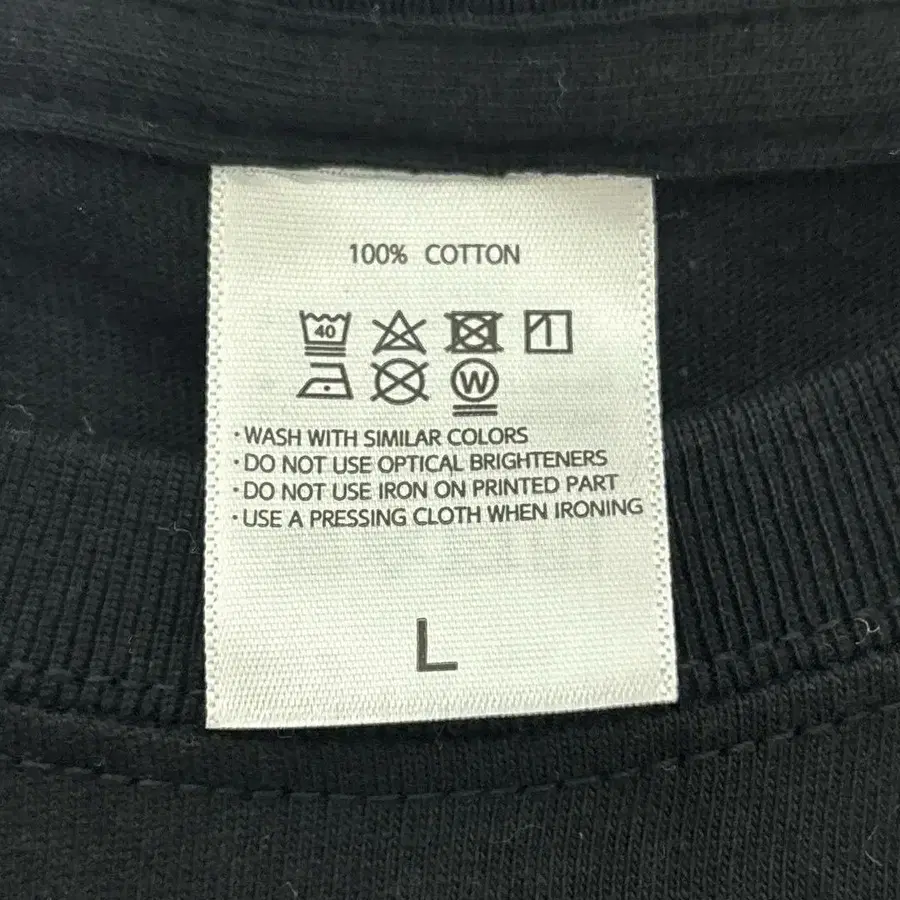 100% COTTON
40
W
·WASH WITH SIMILAR COLORS
·DO NOT USE OPTICAL BRIGHTENERS
·DO NOT USE IRON ON PRINTED PART
·USE A PRESSING CLOTH WHEN IRONING
L